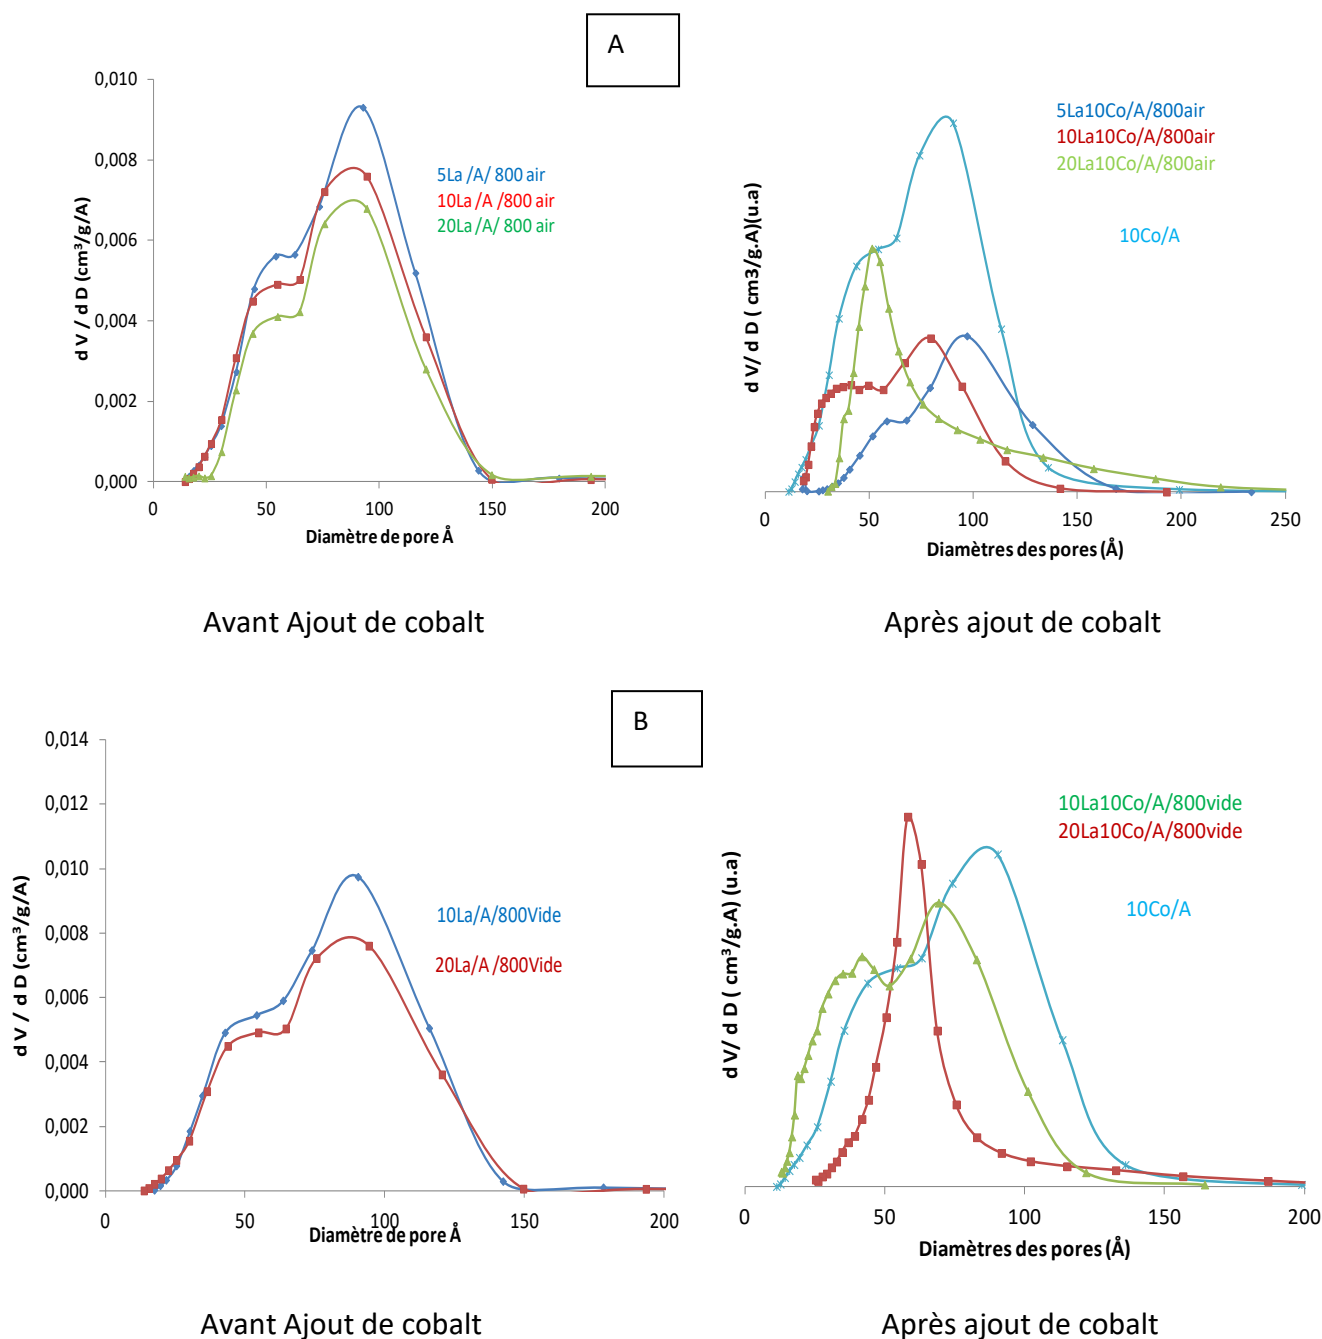 A
0,010
0,008
0,006
0,004
0,002
0,000
0
50
100
150
200
d V / d D (cm³/g/A)
Diamètre de pore Å
5La /A/ 800 air
10La /A /800 air
20La /A/ 800 air
Avant Ajout de cobalt
5La10Co/A/800air
10La10Co/A/800air
20La10Co/A/800air
10Co/A
d V/ d D ( cm3/g.A)(u.a)
0
50
100
150
200
250
Diamètres des pores (Å)
Après ajout de cobalt
B
0,014
0,012
0,010
0,008
0,006
0,004
0,002
0,000
0
50
100
150
200
d V / d D (cm³/g/A)
Diamètre de pore Å
10La/A/800Vide
20La/A /800Vide
Avant Ajout de cobalt
10La10Co/A/800vide
20La10Co/A/800vide
10Co/A
d V/ d D ( cm³/g.A) (u.a)
0
50
100
150
200
Diamètres des pores (Å)
Après ajout de cobalt